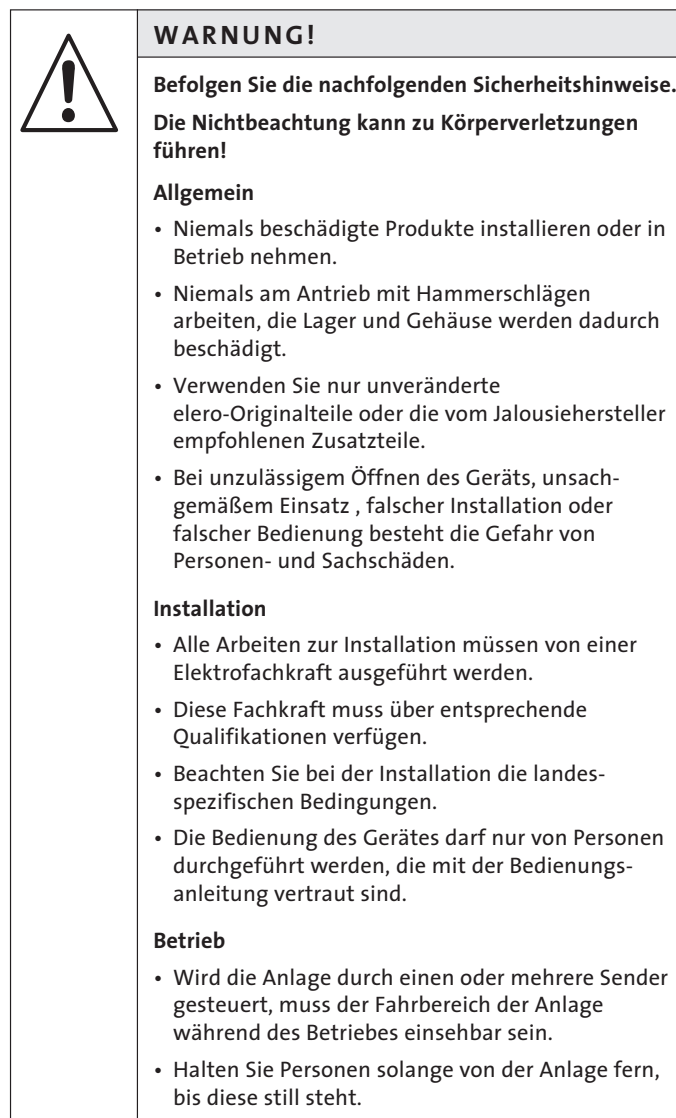 WARNUNG!
Befolgen Sie die nachfolgenden Sicherheitshinweise.
Die Nichtbeachtung kann zu Körperverletzungen
führen!
Allgemein
• Niemals beschädigte Produkte installieren oder in
Betrieb nehmen.
• Niemals am Antrieb mit Hammerschlägen
arbeiten, die Lager und Gehäuse werden dadurch
beschädigt.
• Verwenden Sie nur unveränderte
elero-Originalteile oder die vom Jalousiehersteller
empfohlenen Zusatzteile.
• Bei unzulässigem Öffnen des Geräts, unsach-
gemäßem Einsatz , falscher Installation oder
falscher Bedienung besteht die Gefahr von
Personen- und Sachschäden.
Installation
• Alle Arbeiten zur Installation müssen von einer
Elektrofachkraft ausgeführt werden.
• Diese Fachkraft muss über entsprechende
Qualifikationen verfügen.
• Beachten Sie bei der Installation die landes-
spezifischen Bedingungen.
• Die Bedienung des Gerätes darf nur von Personen
durchgeführt werden, die mit der Bedienungs-
anleitung vertraut sind.
Betrieb
• Wird die Anlage durch einen oder mehrere Sender
gesteuert, muss der Fahrbereich der Anlage
während des Betriebes einsehbar sein.
• Halten Sie Personen solange von der Anlage fern,
bis diese still steht.